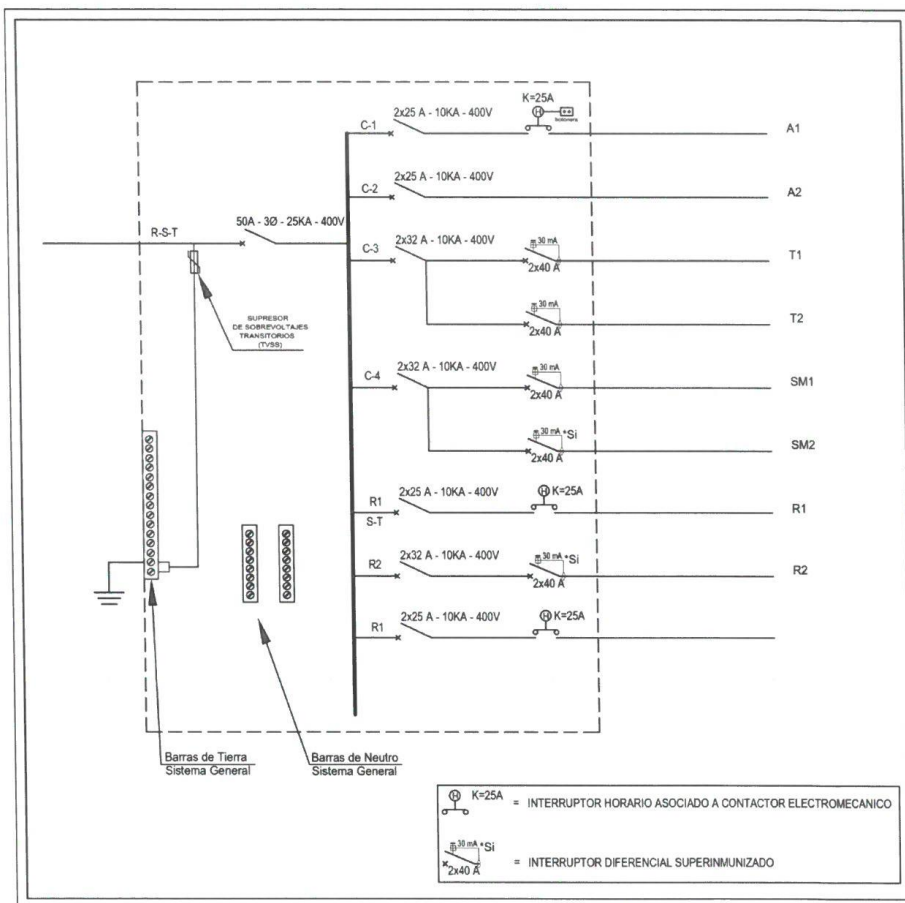 K=25A
2x25 A - 10KA - 400V
C-1
A1
2x25 A - 10KA - 400V
C-2
A2
50A - 3Ø - 25KA - 400V
R-S-T
2x32 A - 10KA - 400V
30 mA
C-3
2x40 A
T1
30 mA
2x40 A
T2
SUPRESOR
DE SOBREVOLTAJES
TRANSITORIOS
(TVSS)
2x32 A - 10KA - 400V
30 mA
C-4
2x40 A
SM1
30 mA *Si
2x40 A
SM2
2x25 A - 10KA - 400V
K=25A
R1
S-T
R1
2x32 A - 10KA - 400V
30 mA *Si
R2
2x40 A
R2
2x25 A - 10KA - 400V
K=25A
R1
Barras de Tierra
Sistema General
Barras de Neutro
Sistema General
K=25A = INTERRUPTOR HORARIO ASOCIADO A CONTACTOR ELECTROMECANICO
30 mA *Si
2x40 A = INTERRUPTOR DIFERENCIAL SUPERINMUNIZADO